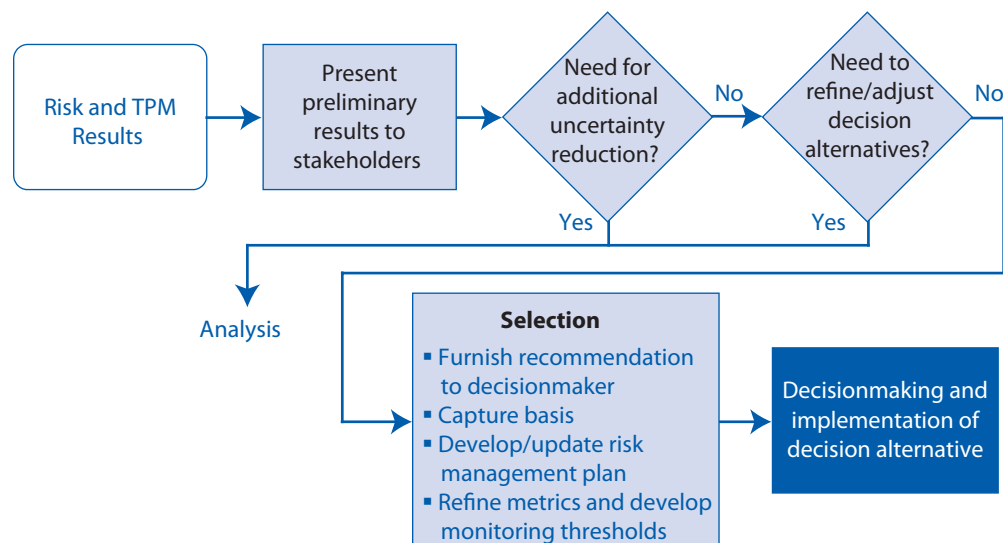 Risk and TPM
Results
Present
preliminary
results to
stakeholders
Need for
additional
uncertainty
reduction?
No
Need to
refine/adjust
decision
alternatives?
No
Yes
Yes
Analysis
Selection
▪ Furnish recommendation
to decisionmaker
▪ Capture basis
▪ Develop/update risk
management plan
▪ Refine metrics and develop
monitoring thresholds
Decisionmaking and
implementation of
decision alternative